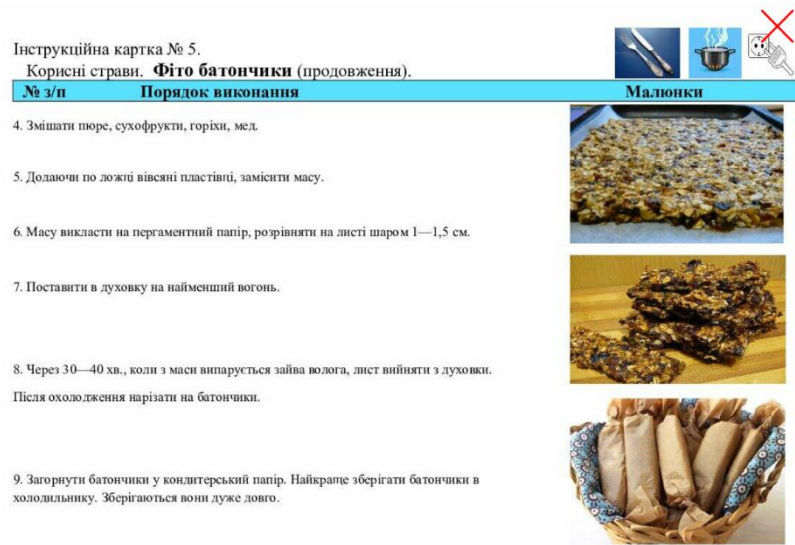 Інструкційна картка № 5.
Корисні страви. Фіто батончики (продовження).
№ з/п Порядок виконання Малюнки
4. Змішати пюре, сухофрукти, горіхи, мед.
5. Додаючи по ложці вівсяні пластівці, замісити масу.
6. Масу викласти на пергаментний папір, розрівняти на листі шаром 1—1,5 см.
7. Поставити в духовку на найменший вогонь.
8. Через 30—40 хв., коли з маси випарується зайва волога, лист вийняти з духовки.
Після охолодження нарізати на батончики.
9. Загорнути батончики у кондитерський папір. Найкраще зберігати батончики в
холодильнику. Зберігаються вони дуже довго.